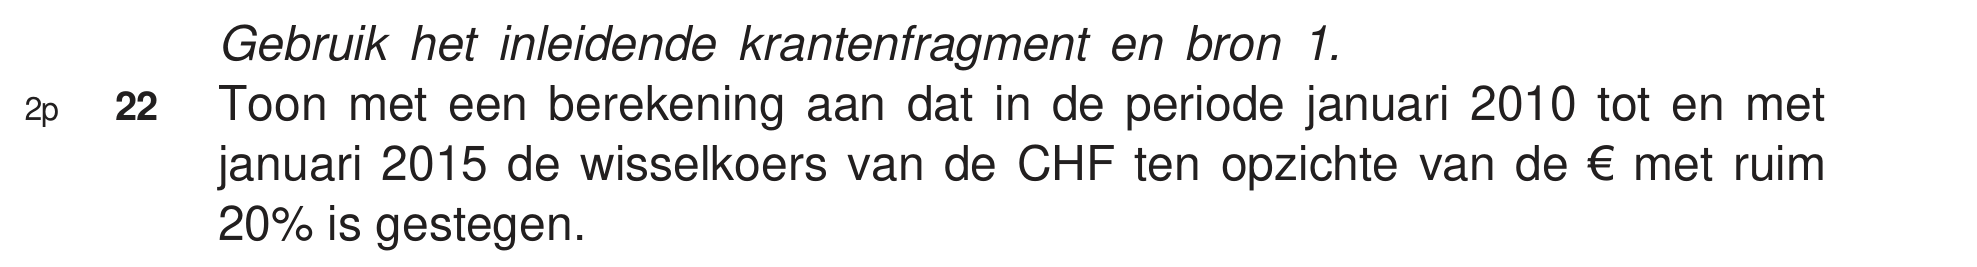 Gebruik het inleidende krantenfragment en bron 1.
2p 22 Toon met een berekening aan dat in de periode januari 2010 tot en met
januari 2015 de wisselkoers van de CHF ten opzichte van de € met ruim
20% is gestegen.